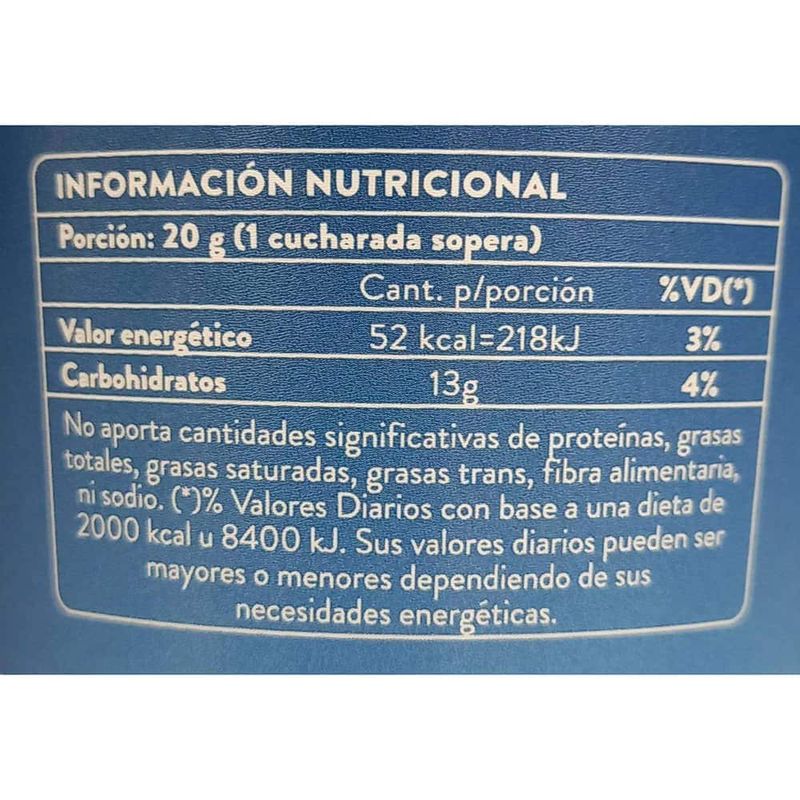 INFORMACIÓN NUTRICIONAL
Porción: 20 g (1 cucharada sopera)
Cant. p/porción %VD(*)
Valor energético 52 kcal=218kJ 3%
Carbohidratos 13g 4%
No aporta cantidades significativas de proteínas, grasas
totales, grasas saturadas, grasas trans, fibra alimentaria,
ni sodio. (*)% Valores Diarios con base a una dieta de
2000 kcal u 8400 kJ. Sus valores diarios pueden ser
mayores o menores dependiendo de sus
necesidades energéticas.